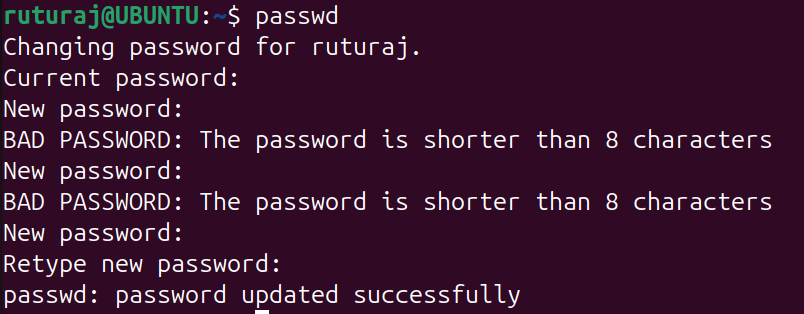 ruturaj@UBUNTU:~$ passwd
Changing password for ruturaj.
Current password:
New password:
BAD PASSWORD: The password is shorter than 8 characters
New password:
BAD PASSWORD: The password is shorter than 8 characters
New password:
Retype new password:
passwd: password updated successfully